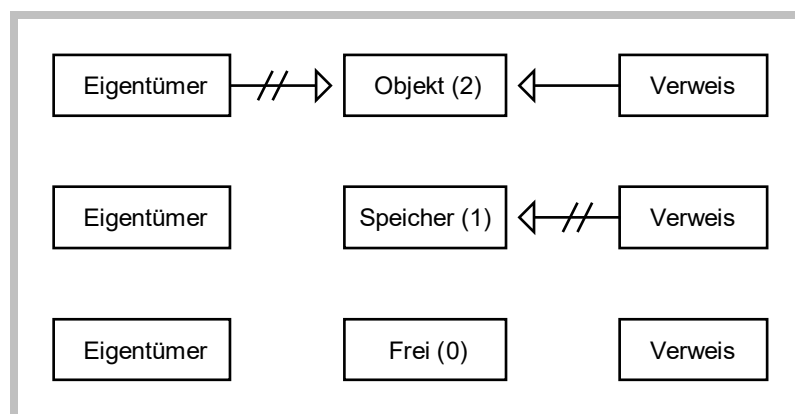 Eigentümer Objekt (2) Verweis
Eigentümer Speicher (1) Verweis
Eigentümer Frei (0) Verweis